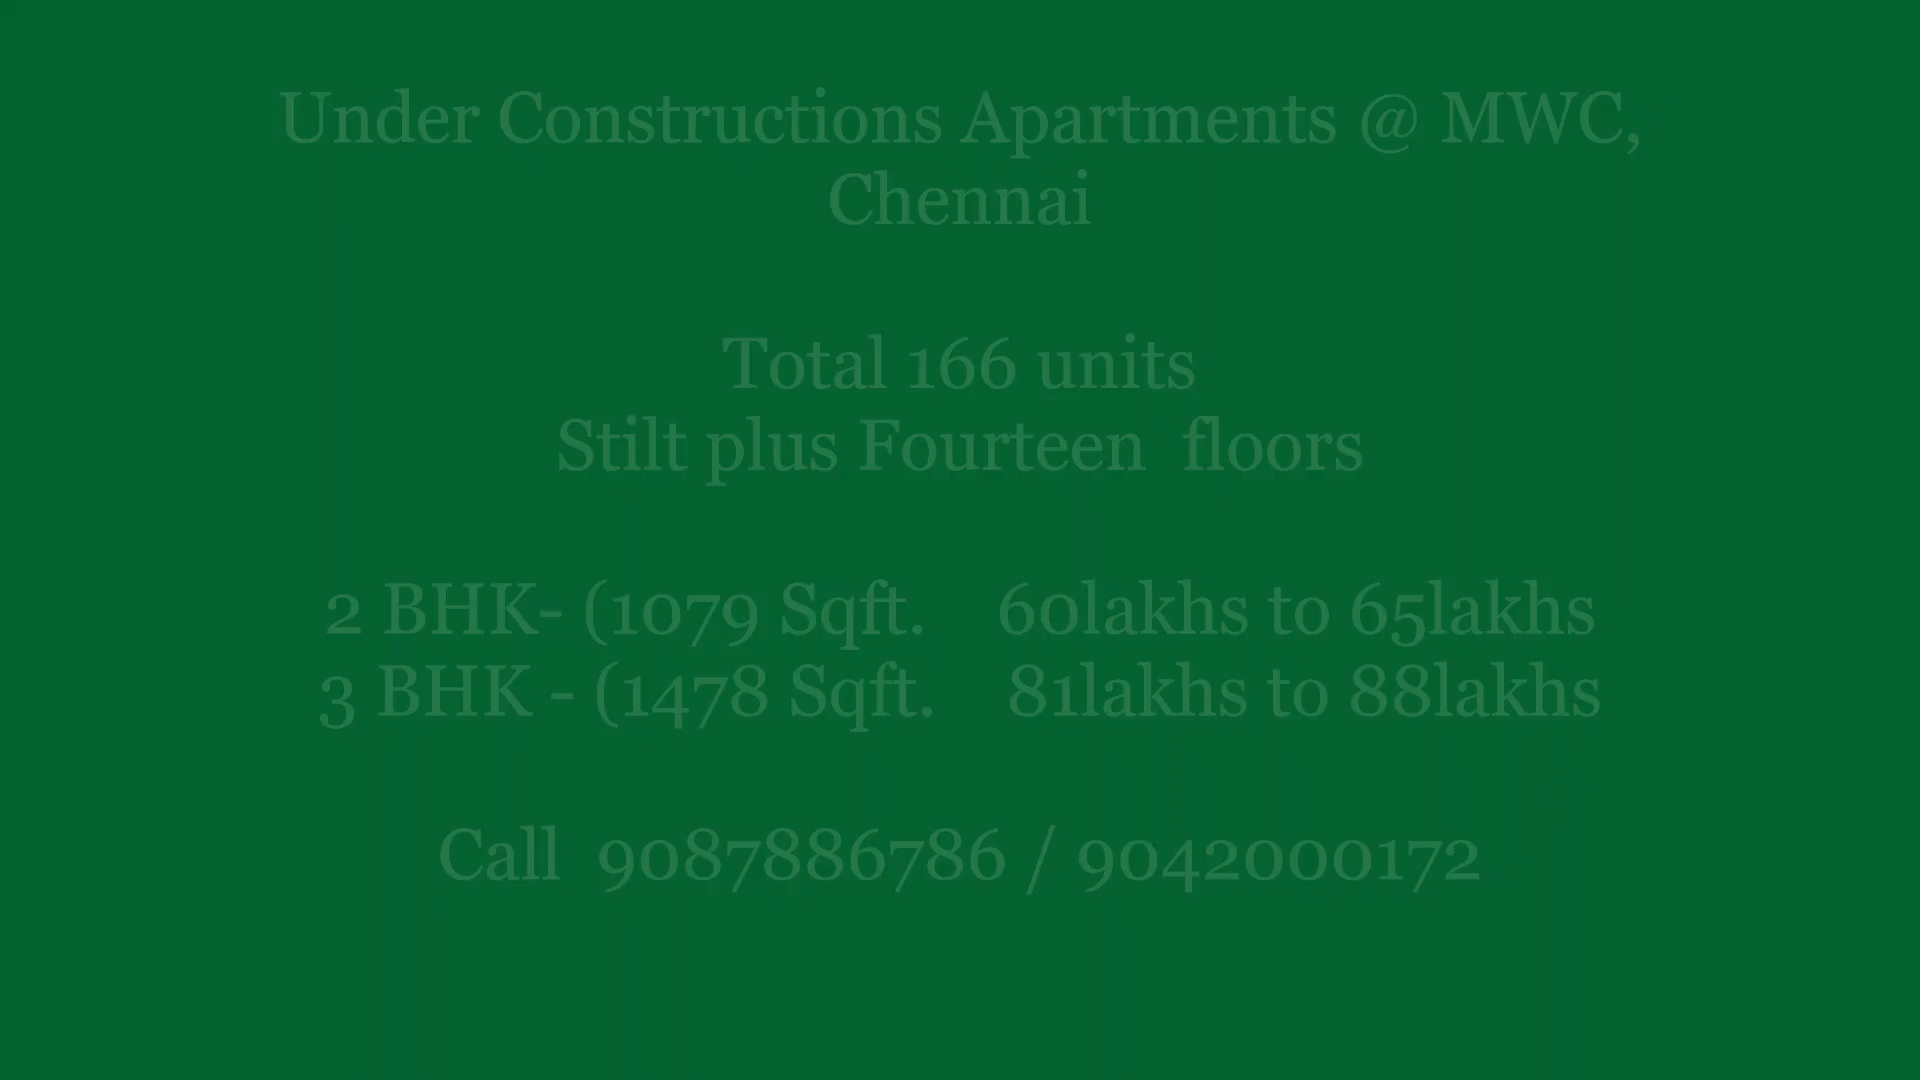 Under Constructions Apartments @ MWC,
Chennai
Total 166 units
Stilt plus Fourteen  floors
2 BHK- (1079 Sqft.    60lakhs to 65lakhs
3 BHK - (1478 Sqft.    81lakhs to 88lakhs
Call  9087886786 / 9042000172